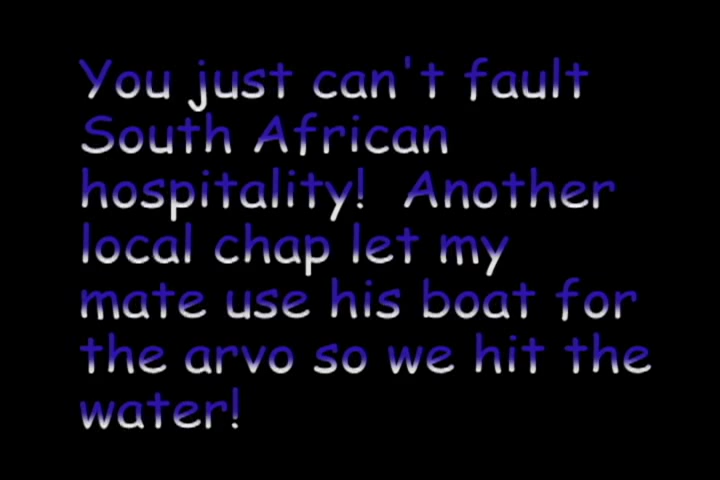 You just can't fault
South African
hospitality!  Another
local chap let my
mate use his boat for
the arvo so we hit the
water!